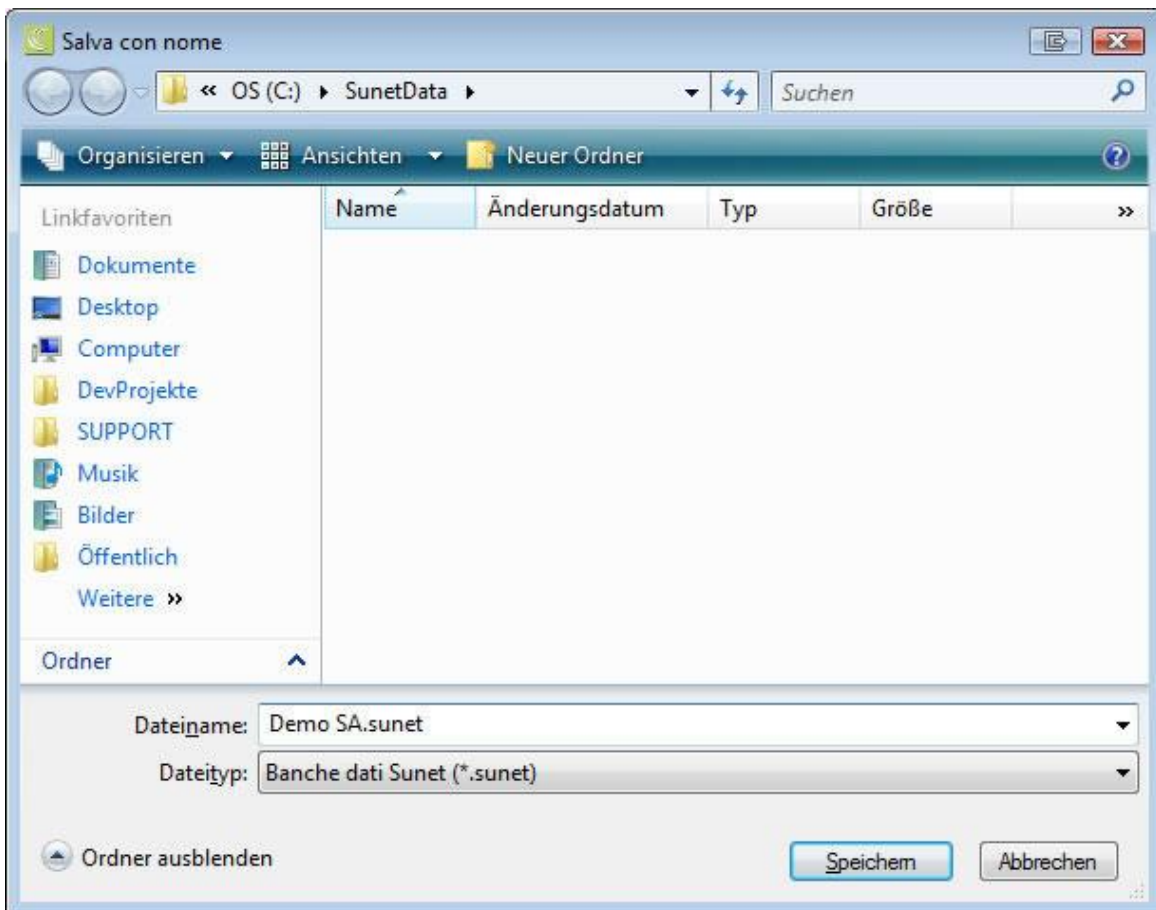 Salva con nome
« OS (C:) SunetData Suchen
Organisieren Ansichten Neuer Ordner
Linkfavoriten
Name Änderungsdatum Typ Größe »
Dokumente
Desktop
Computer
DevProjekte
SUPPORT
Musik
Bilder
Öffentlich
Weitere »
Ordner
Dateiname: Demo SA.sunet
Dateityp: Banche dati Sunet (*.sunet)
Ordner ausblenden Speichern Abbrechen